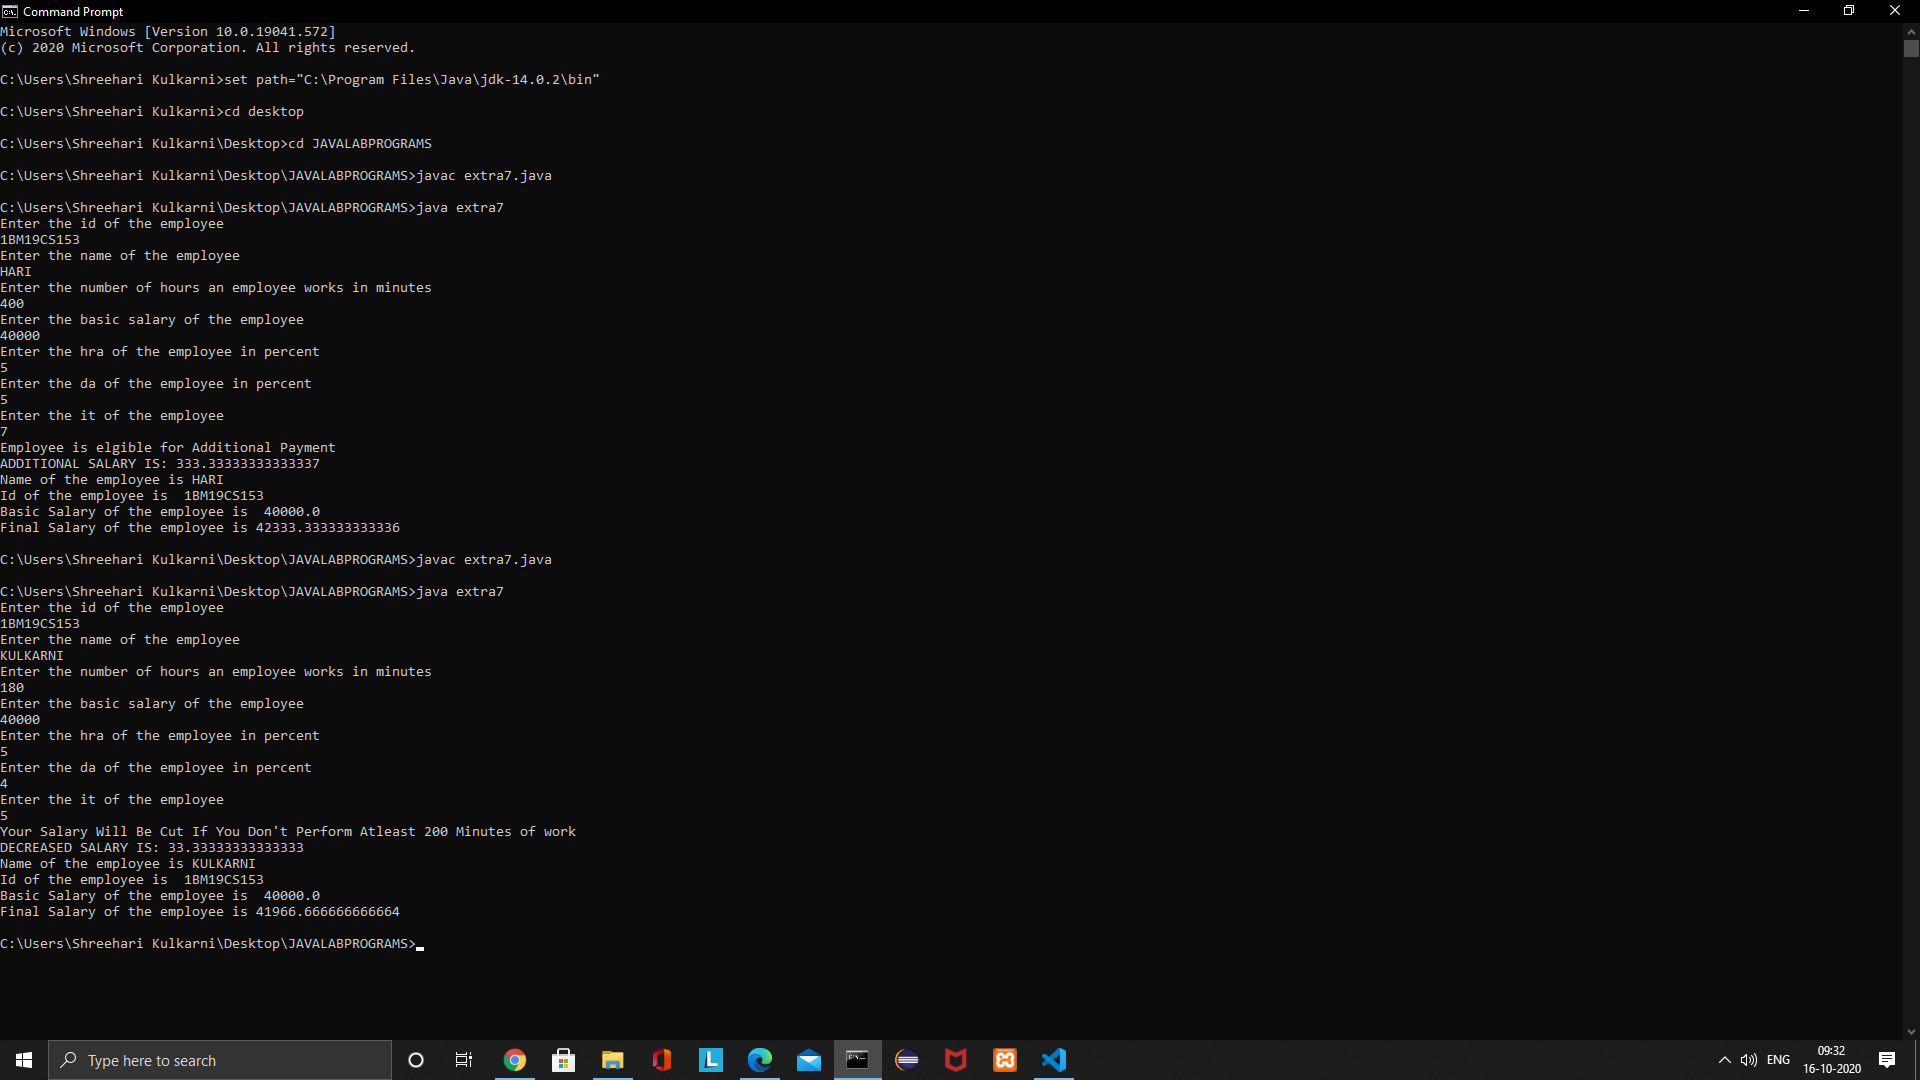 Command Prompt
Microsoft Windows [Version 10.0.19041.572]
(c) 2020 Microsoft Corporation. All rights reserved.
C:\Users\Shreehari Kulkarni>set path="C:\Program Files\Java\jdk-14.0.2\bin"
C:\Users\Shreehari Kulkarni>cd desktop
C:\Users\Shreehari Kulkarni\Desktop>cd JAVALABPROGRAMS
C:\Users\Shreehari Kulkarni\Desktop\JAVALABPROGRAMS>javac extra7.java
C:\Users\Shreehari Kulkarni\Desktop\JAVALABPROGRAMS>java extra7
Enter the id of the employee
1BM19CS153
Enter the name of the employee
HARI
Enter the number of hours an employee works in minutes
400
Enter the basic salary of the employee
40000
Enter the hra of the employee in percent
5
Enter the da of the employee in percent
5
Enter the it of the employee
7
Employee is elgible for Additional Payment
ADDITIONAL SALARY IS: 333.33333333333337
Name of the employee is HARI
Id of the employee is  1BM19CS153
Basic Salary of the employee is  40000.0
Final Salary of the employee is 42333.333333333336
C:\Users\Shreehari Kulkarni\Desktop\JAVALABPROGRAMS>javac extra7.java
C:\Users\Shreehari Kulkarni\Desktop\JAVALABPROGRAMS>java extra7
Enter the id of the employee
1BM19CS153
Enter the name of the employee
KULKARNI
Enter the number of hours an employee works in minutes
180
Enter the basic salary of the employee
40000
Enter the hra of the employee in percent
5
Enter the da of the employee in percent
4
Enter the it of the employee
5
Your Salary Will Be Cut If You Don't Perform Atleast 200 Minutes of work
DECREASED SALARY IS: 33.33333333333333
Name of the employee is KULKARNI
Id of the employee is  1BM19CS153
Basic Salary of the employee is  40000.0
Final Salary of the employee is 41966.666666666664
C:\Users\Shreehari Kulkarni\Desktop\JAVALABPROGRAMS>
Type here to search
L
ENG
09:32
16-10-2020